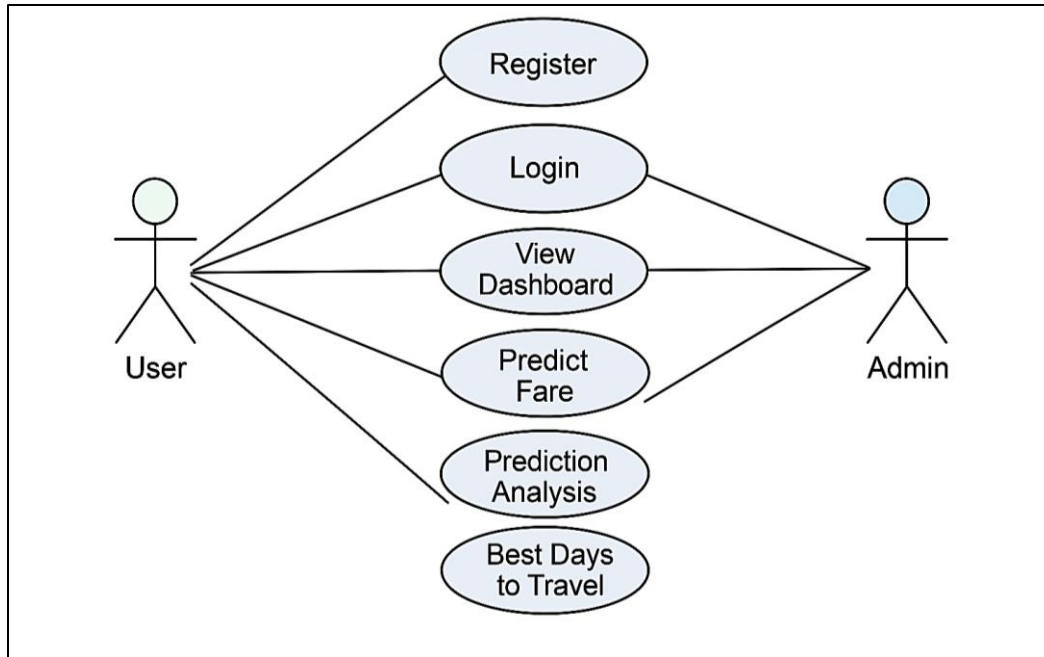 Register
Login
View
Dashboard
Predict
Fare
Prediction
Analysis
Best Days
to Travel
User
Admin